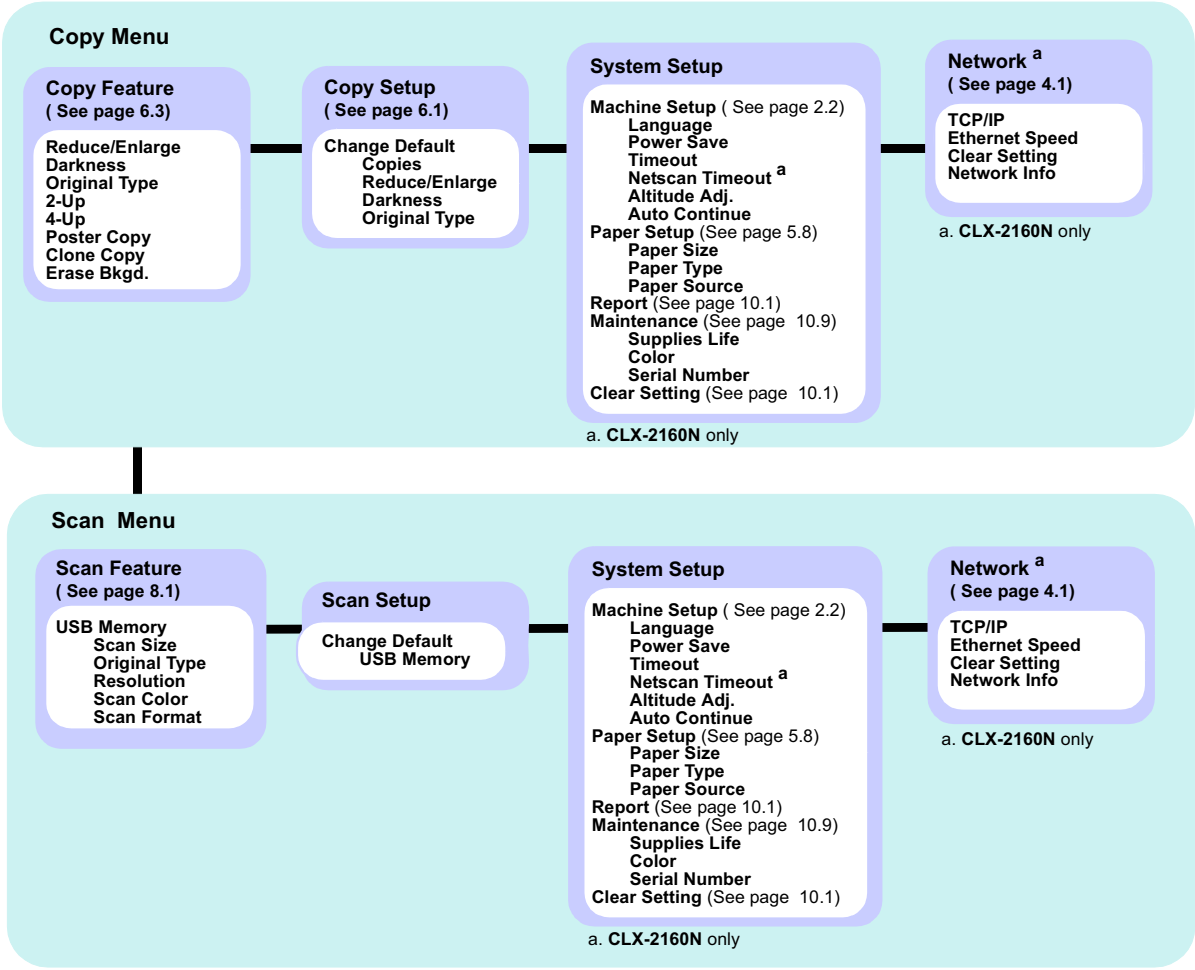 Copy Menu
Copy Feature
( See page 6.3)
Reduce/Enlarge
Darkness
Original Type
2-Up
4-Up
Poster Copy
Clone Copy
Erase Bkgd.
Copy Setup
( See page 6.1)
Change Default
Copies
Reduce/Enlarge
Darkness
Original Type
System Setup
Machine Setup ( See page 2.2)
Language
Power Save
Timeout
Netscan Timeout a
Altitude Adj.
Auto Continue
Paper Setup (See page 5.8)
Paper Size
Paper Type
Paper Source
Report (See page 10.1)
Maintenance (See page 10.9)
Supplies Life
Color
Serial Number
Clear Setting (See page 10.1)
a. CLX-2160N only
Network a
( See page 4.1)
TCP/IP
Ethernet Speed
Clear Setting
Network Info
a. CLX-2160N only
Scan Menu
Scan Feature
( See page 8.1)
USB Memory
Scan Size
Original Type
Resolution
Scan Color
Scan Format
Scan Setup
Change Default
USB Memory
System Setup
Machine Setup ( See page 2.2)
Language
Power Save
Timeout
Netscan Timeout a
Altitude Adj.
Auto Continue
Paper Setup (See page 5.8)
Paper Size
Paper Type
Paper Source
Report (See page 10.1)
Maintenance (See page 10.9)
Supplies Life
Color
Serial Number
Clear Setting (See page 10.1)
a. CLX-2160N only
Network a
( See page 4.1)
TCP/IP
Ethernet Speed
Clear Setting
Network Info
a. CLX-2160N only